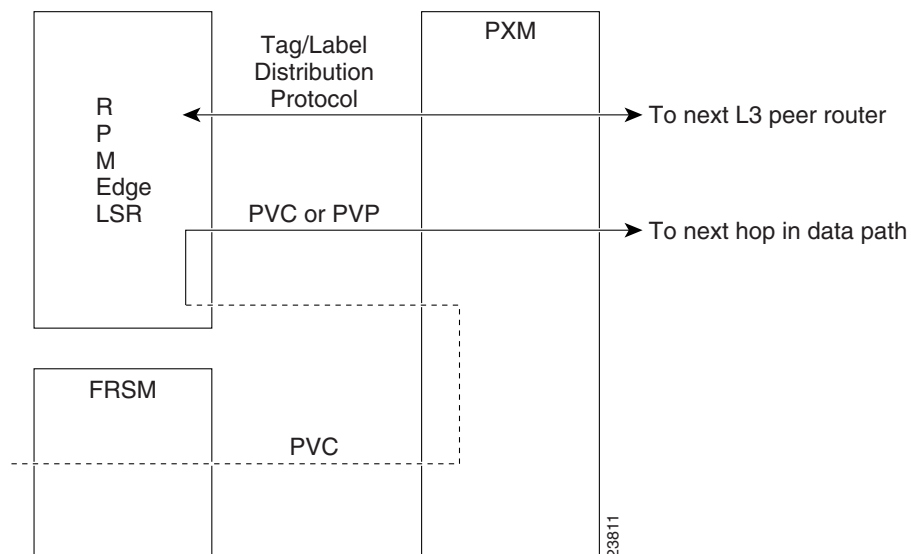 PXM
Tag/Label
Distribution
Protocol
R
P
M
Edge
LSR
To next L3 peer router
PVC or PVP
To next hop in data path
FRSM
PVC
23811